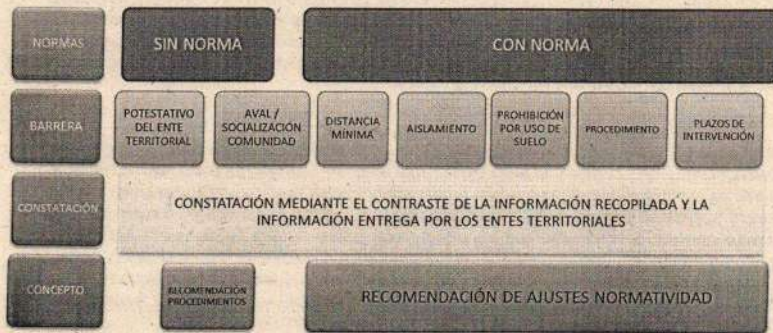 NORMAS
SIN NORMA
CON NORMA
BARRERA
POTESTATIVO
DEL ENTE
TERRITORIAL
AVAL /
SOCIALIZACIÓN
COMUNIDAD
DISTANCIA
MÍNIMA
AISLAMIENTO
PROHIBICIÓN
POR USO DE
SUELO
PROCEDIMIENTO
PLAZOS DE
INTERVENCIÓN
CONSTATACIÓN
CONSTATACIÓN MEDIANTE EL CONTRASTE DE LA INFORMACIÓN RECOPILADA Y LA
INFORMACIÓN ENTREGA POR LOS ENTES TERRITORIALES
CONCEPTO
RECOMENDACIÓN
PROCEDIMIENTOS
RECOMENDACIÓN DE AJUSTES NORMATIVIDAD